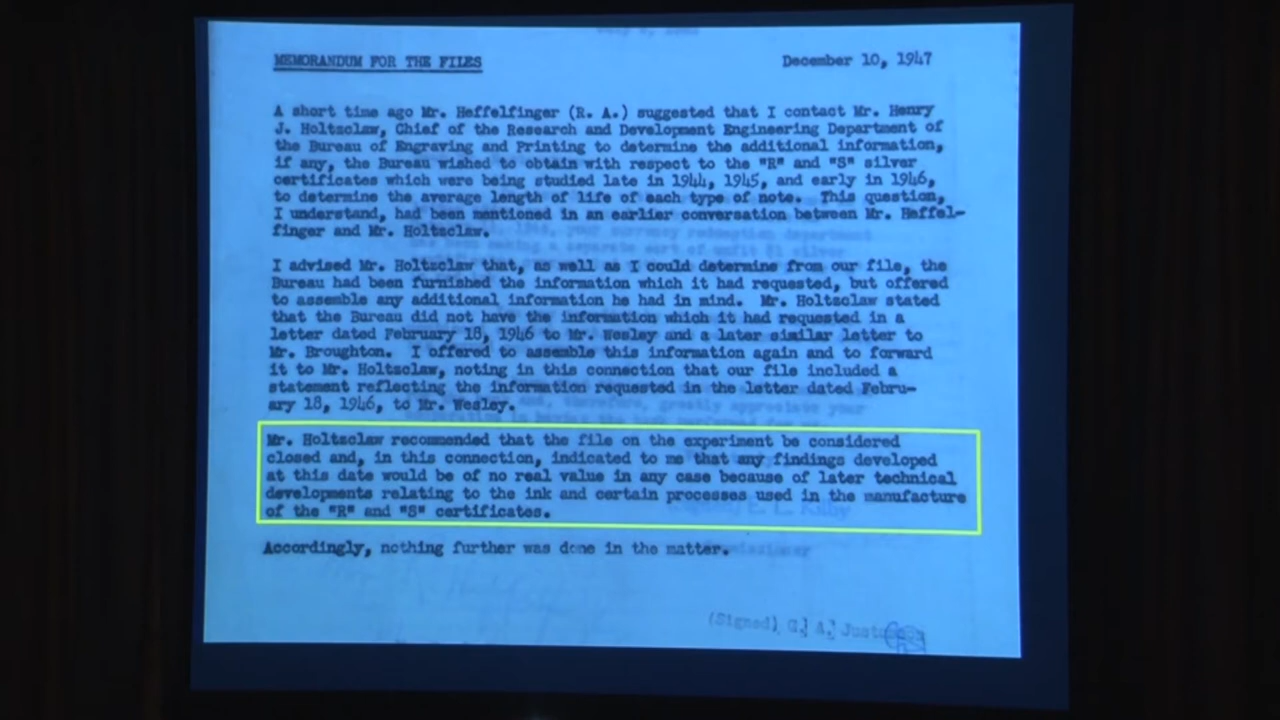 MEMORANDUM FOR THE FILES
December 10, 1947
A short time ago Mr. Heffelfinger (R. A.) suggested that I contact Mr. Henry
J. Holtzclaw, Chief of the Research and Development Engineering Department of
the Bureau of Engraving and Printing to determine the additional information,
if any, the Bureau wished to obtain with respect to the "R" and "S" silver
certificates which were being studied late in 1944, 1945, and early in 1946,
to determine the average length of life of each type of note. This question,
I understand, had been mentioned in an earlier conversation between Mr. Heffel-
finger and Mr. Holtzclaw.
I advised Mr. Holtzclaw that, as well as I could determine from our file, the
Bureau had been furnished the information which it had requested, but offered
to assemble any additional information he had in mind. Mr. Holtzclaw stated
that the Bureau did not have the information which it had requested in a
letter dated February 18, 1946 to Mr. Wesley and a later similar letter to
Mr. Broughton. I offered to assemble this information again and to forward
it to Mr. Holtzclaw, noting in this connection that our file included a
statement reflecting the information requested in the letter dated Febru-
ary 18, 1946, to Mr. Wesley.
Mr. Holtzclaw recommended that the file on the experiment be considered
closed and, in this connection, indicated to me that any findings developed
at this date would be of no real value in any case because of later technical
developments relating to the ink and certain processes used in the manufacture
of the "R" and "S" certificates.
Accordingly, nothing further was done in the matter.
(Signed) G. A.